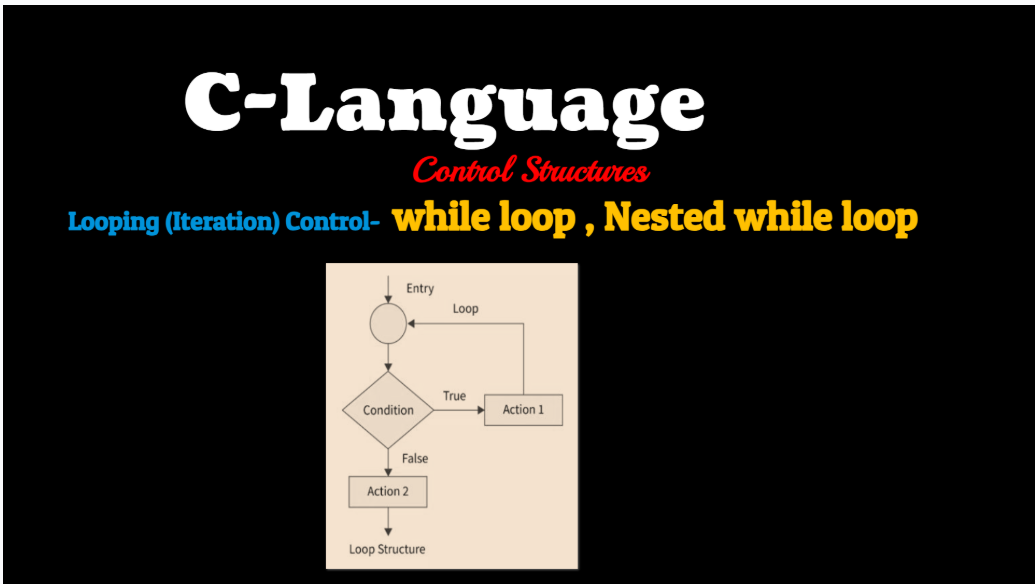 C-Language
Control Structures
Looping (Iteration) Control- while loop , Nested while loop
Entry
Loop
True
Condition
Action 1
False
Action 2
Loop Structure